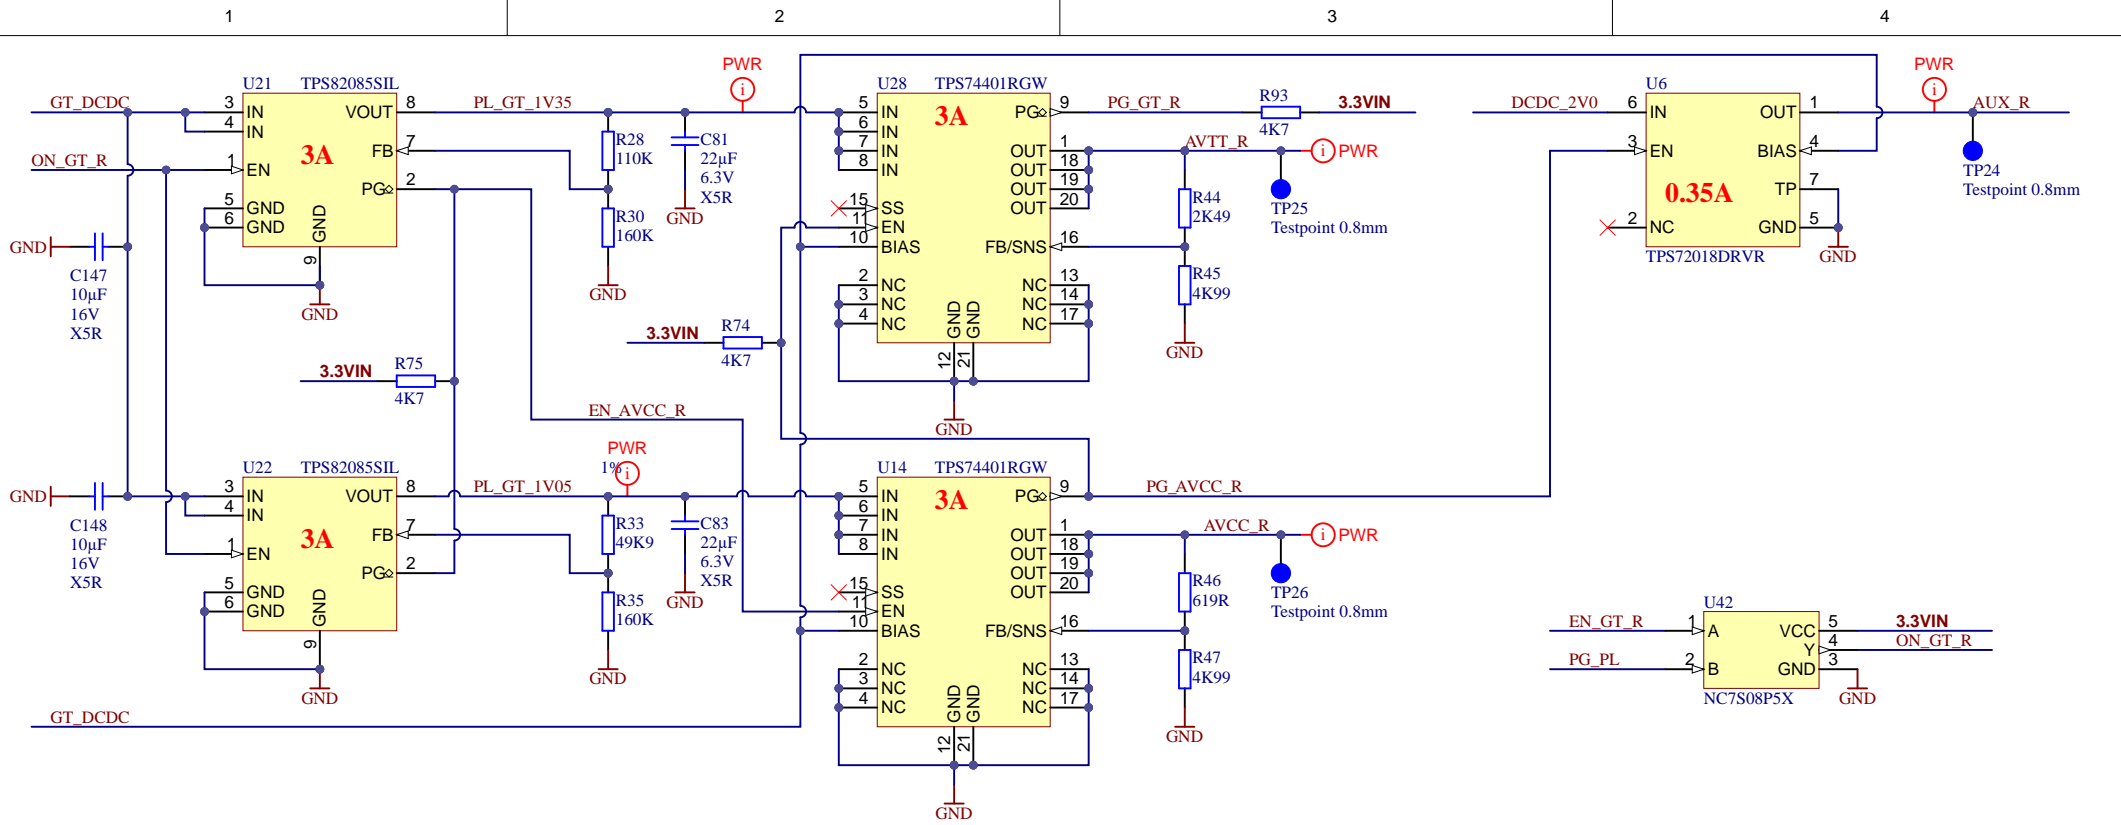 1 2 3 4
U21 TPS82085SIL
GT_DCDC
3 IN
4 IN
ON_GT_R
1 EN
5 GND
6 GND
GND
9
VOUT 8
FB 7
PG 2
3A
GND
PL_GT_1V35
PWR
i
R28
110K
R30
160K
GND
C81
22µF
6.3V
X5R
GND
GND
C147
10µF
16V
X5R
3.3VIN
R75
4K7
3.3VIN
R74
4K7
EN_AVCC_R
U28 TPS74401RGW
3A
5 IN
6 IN
7 IN
8 IN
15 SS
11 EN
10 BIAS
2 NC
3 NC
4 NC
GND GND
12 21
PG 9
OUT 1
OUT 18
OUT 19
OUT 20
FB/SNS 16
NC 13
NC 14
NC 17
GND
PG_GT_R
R93
4K7
3.3VIN
AVTT_R
i PWR
R44
2K49
R45
4K99
GND
TP25
Testpoint 0.8mm
U6
DCDC_2V0
6 IN
3 EN
2 NC
0.35A
OUT 1
BIAS 4
TP 7
GND 5
TPS72018DRVR
GND
PWR
i
AUX_R
TP24
Testpoint 0.8mm
U22 TPS82085SIL
GND
C148
10µF
16V
X5R
3 IN
4 IN
1 EN
5 GND
6 GND
GND
9
VOUT 8
FB 7
PG 2
3A
GND
PL_GT_1V05
PWR
1%
i
R33
49K9
R35
160K
GND
C83
22µF
6.3V
X5R
GND
GT_DCDC
U14 TPS74401RGW
3A
5 IN
6 IN
7 IN
8 IN
15 SS
11 EN
10 BIAS
2 NC
3 NC
4 NC
GND GND
12 21
PG 9
OUT 1
OUT 18
OUT 19
OUT 20
FB/SNS 16
NC 13
NC 14
NC 17
GND
PG_AVCC_R
AVCC_R
i PWR
R46
619R
R47
4K99
GND
TP26
Testpoint 0.8mm
U42
EN_GT_R
1 A
PG_PL
2 B
VCC 5
Y 4
GND 3
3.3VIN
ON_GT_R
NC7S08P5X
GND